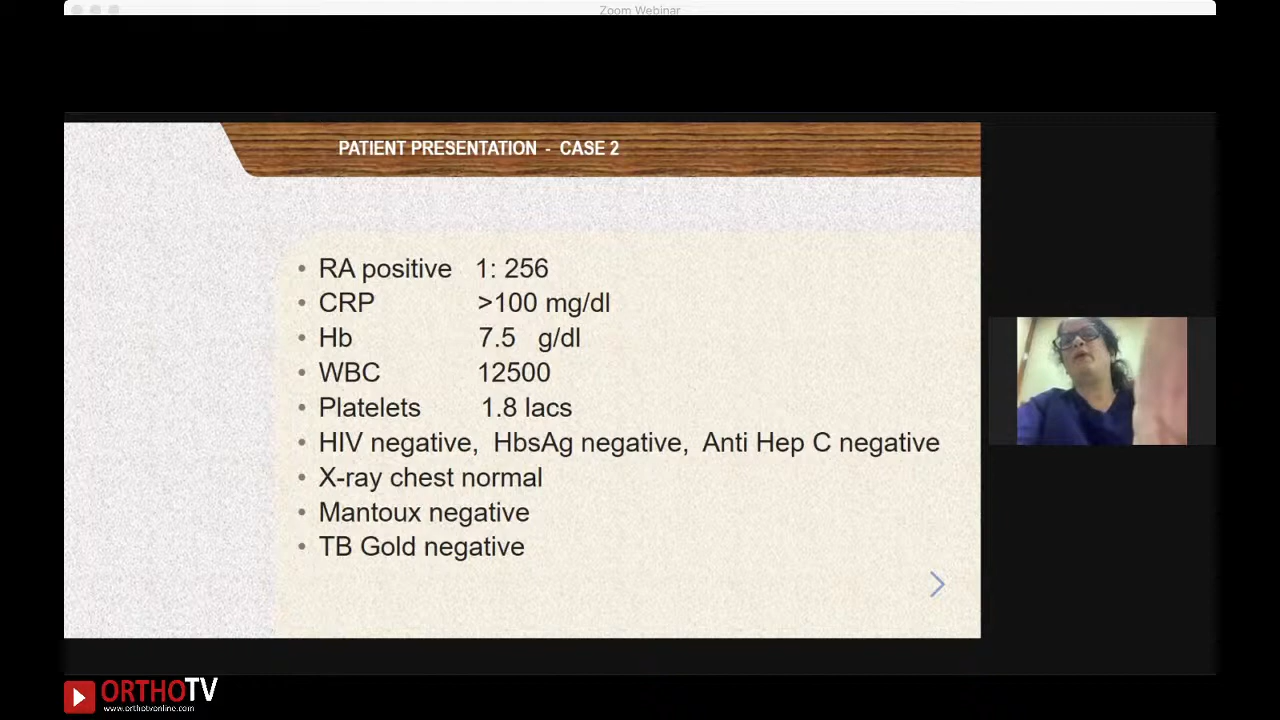 Zoom Webinar
PATIENT PRESENTATION - CASE 2
• RA positive 1: 256
• CRP >100 mg/dl
• Hb 7.5 g/dl
• WBC 12500
• Platelets 1.8 lacs
• HIV negative, HbsAg negative, Anti Hep C negative
• X-ray chest normal
• Mantoux negative
• TB Gold negative
ORTHOTV
www.orthotvonline.com